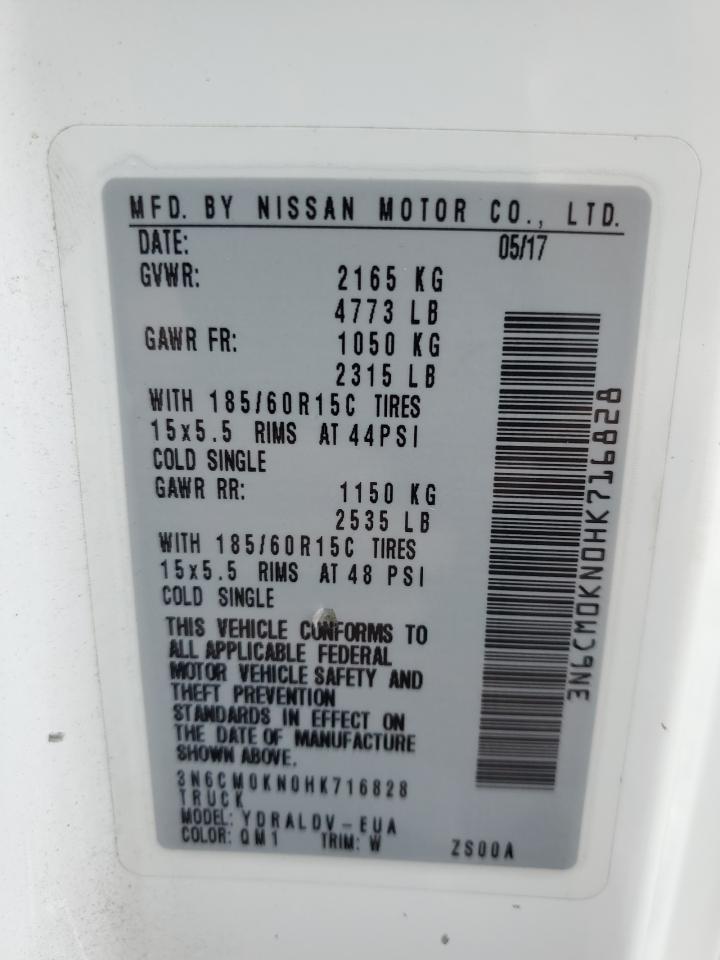 MFD. BY NISSAN MOTOR CO., LTD.
DATE: 05/17
GVWR: 2165 KG
4773 LB
GAWR FR: 1050 KG
2315 LB
WITH 185/60R15C TIRES
15x5.5 RIMS AT 44PSI
COLD SINGLE
GAWR RR: 1150 KG
2535 LB
WITH 185/60R15C TIRES
15x5.5 RIMS AT 48 PSI
COLD SINGLE
THIS VEHICLE CONFORMS TO
ALL APPLICABLE FEDERAL
MOTOR VEHICLE SAFETY AND
THEFT PREVENTION
STANDARDS IN EFFECT ON
THE DATE OF MANUFACTURE
SHOWN ABOVE.
3N6CM0KN0HK716828
TRUCK
MODEL: YDRALDV-EUA
COLOR: QM1 TRIM: W ZS00A
3N6CM0KN0HK716828